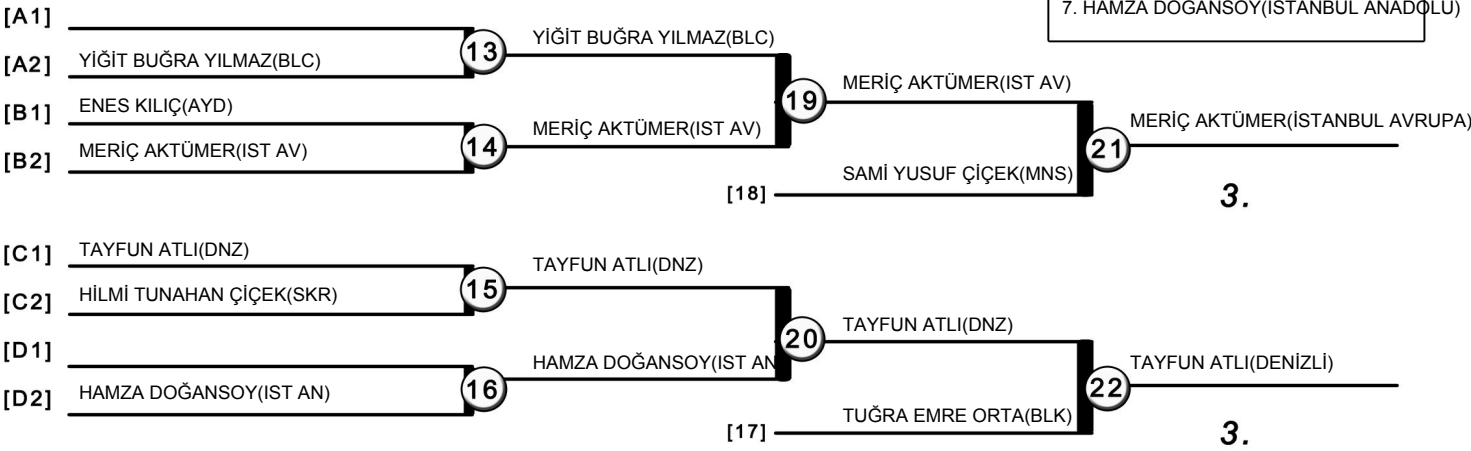 7. HAMZA DOĞANSOY(İSTANBUL ANADOLU)
[A1]
13
YİĞİT BUĞRA YILMAZ(BLC)
[A2] YİĞİT BUĞRA YILMAZ(BLC)
19
MERİÇ AKTÜMER(IST AV)
[B1] ENES KILIÇ(AYD)
14
MERİÇ AKTÜMER(IST AV)
21
MERİÇ AKTÜMER(İSTANBUL AVRUPA)
[B2] MERİÇ AKTÜMER(IST AV)
[18] SAMİ YUSUF ÇİÇEK(MNS)
3.
[C1] TAYFUN ATLI(DNZ)
15
TAYFUN ATLI(DNZ)
[C2] HİLMİ TUNAHAN ÇİÇEK(SKR)
20
TAYFUN ATLI(DNZ)
[D1]
16
HAMZA DOĞANSOY(IST AN
22
TAYFUN ATLI(DENİZLİ)
[D2] HAMZA DOĞANSOY(IST AN)
[17] TUĞRA EMRE ORTA(BLK)
3.